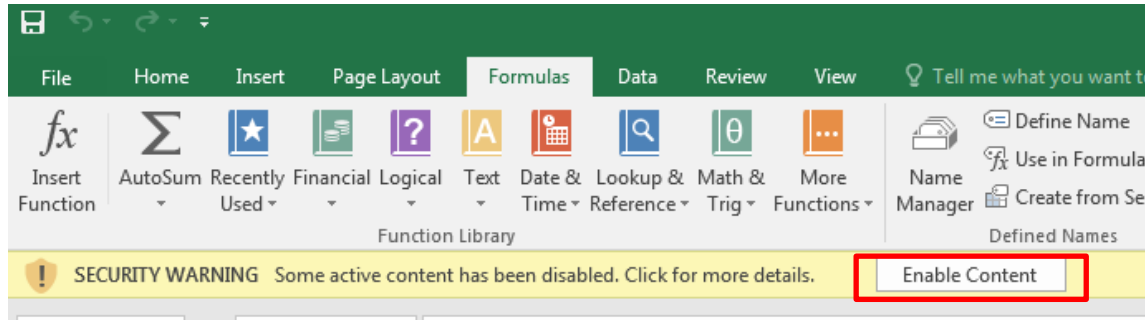 File Home Insert Page Layout Formulas Data Review View Tell me what you want
fx
Insert Function
AutoSum
Recently Used
Financial
Logical
Text
Date & Time
Lookup & Reference
Math & Trig
More Functions
Function Library
Name Manager
Define Name
Use in Formula
Create from
Defined Names
SECURITY WARNING Some active content has been disabled. Click for more details. Enable Content